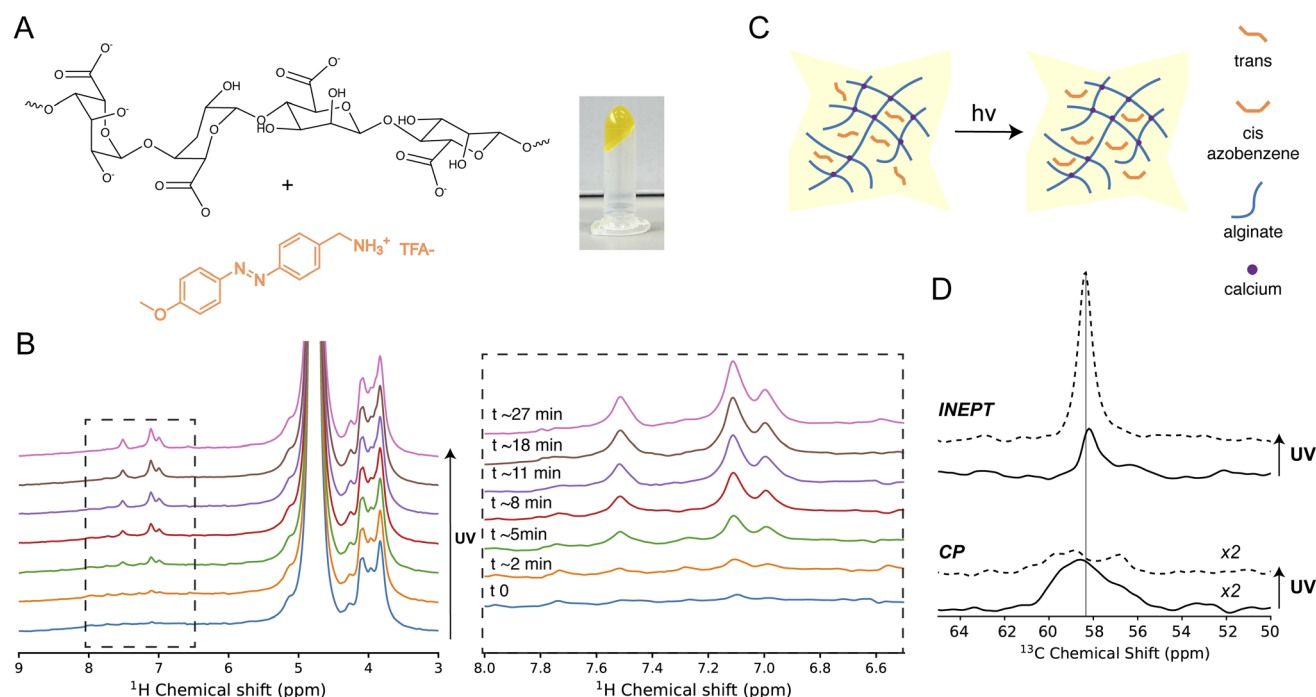 A
O-
O
O
O-
OH
O
O-
O
O
O
O
O-
O
O-
O
OH
HO
O
O
HO
O
HO
O
O-
O
+
NH3+ TFA-
N
N
O
C
hν
trans
cis
azobenzene
alginate
calcium
B
UV
9 8 7 6 5 4 3
1H Chemical shift (ppm)
t ~27 min
t ~18 min
t ~11 min
t ~8 min
t ~5min
t ~2 min
t 0
8.0 7.8 7.6 7.4 7.2 7.0 6.8 6.6
1H Chemical shift (ppm)
D
INEPT
UV
CP
x2
x2
UV
64 62 60 58 56 54 52 50
13C Chemical Shift (ppm)